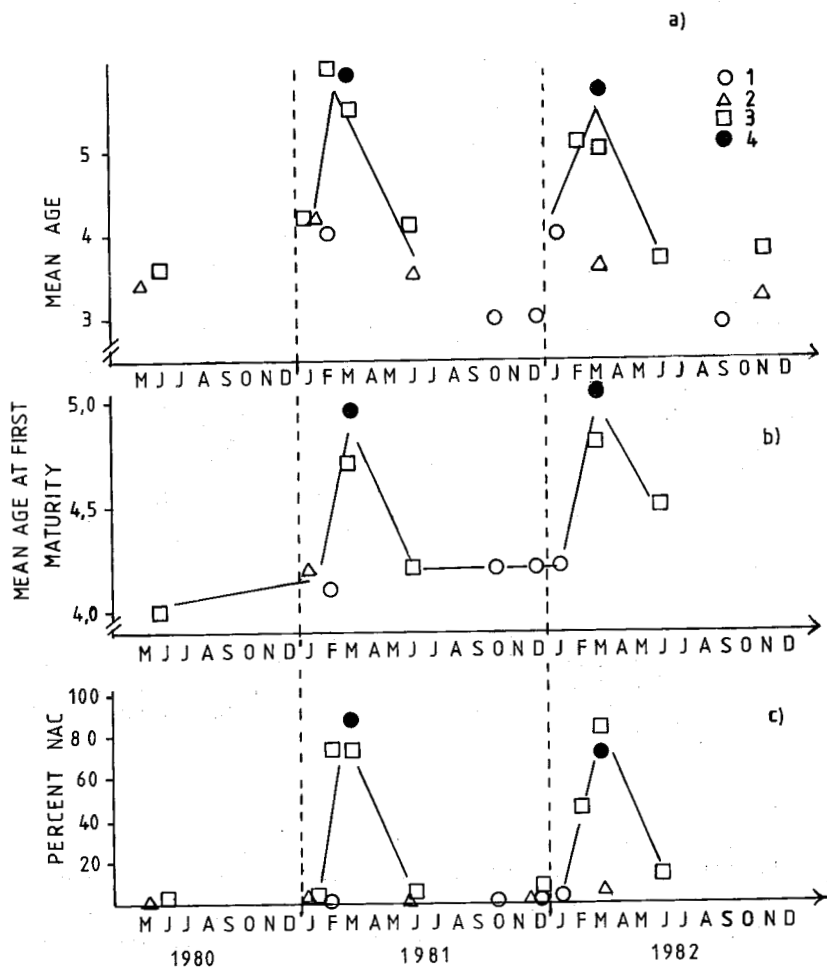 a)
1
2
3
4
MEAN AGE
5
4
3
M J J A S O N D J F M A M J J A S O N D J F M A M J J A S O N D
b)
MEAN AGE AT FIRST
MATURITY
5,0
4,5
4,0
M J J A S O N D J F M A M J J A S O N D J F M A M J J A S O N D
c)
PERCENT NAC
100
80
60
40
20
M J J A S O N D J F M A M J J A S O N D J F M A M J J A S O N D
1980 1981 1982